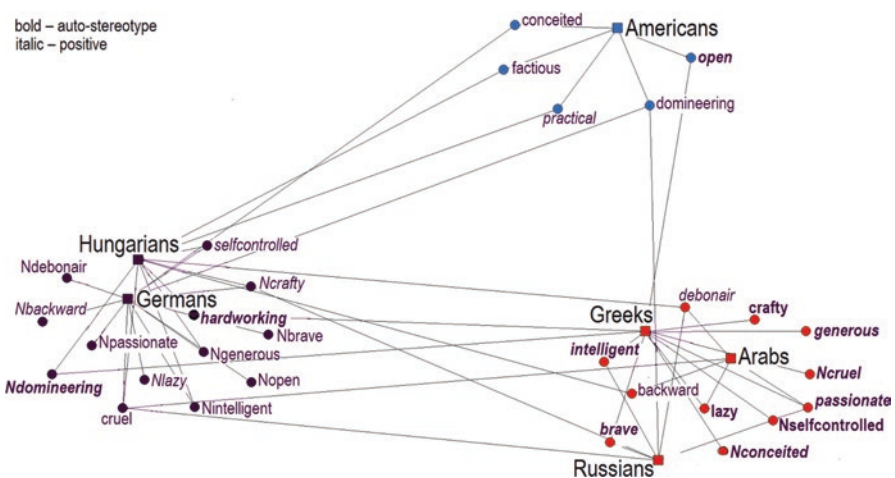 bold – auto-stereotype
italic – positive
conceited
Americans
open
factious
domineering
practical
Hungarians
selfcontrolled
Ndebonair
Ncrafty
Nbackward
Germans
hardworking
Nbrave
Npassionate
Ngenerous
Ndomineering
Nlazy
Nopen
cruel
Nintelligent
debonair
Greeks
crafty
generous
intelligent
Arabs
Ncruel
backward
passionate
lazy
Nselfcontrolled
brave
Nconceited
Russians